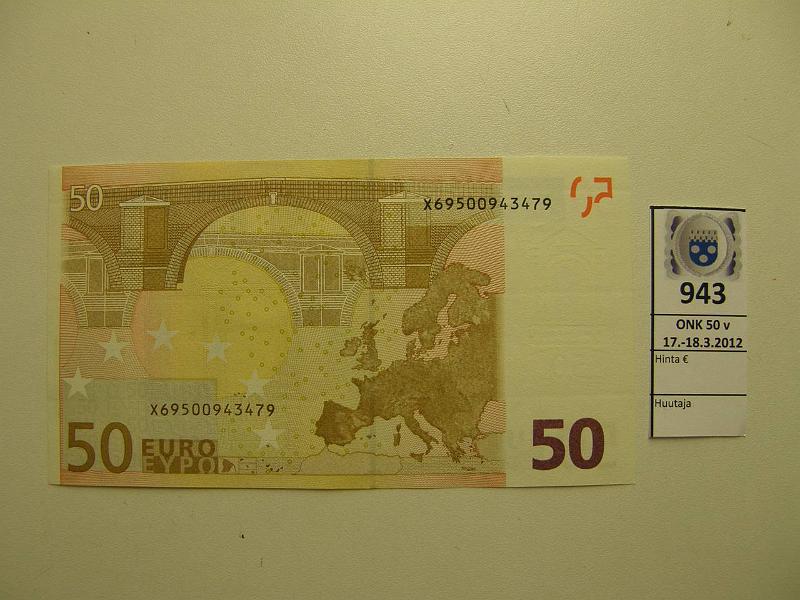 50
X69500943479
X69500943479
50 EURO
ΕΥΡΩ
50
943
ONK 50 v
17.-18.3.2012
Hinta €
Huutaja